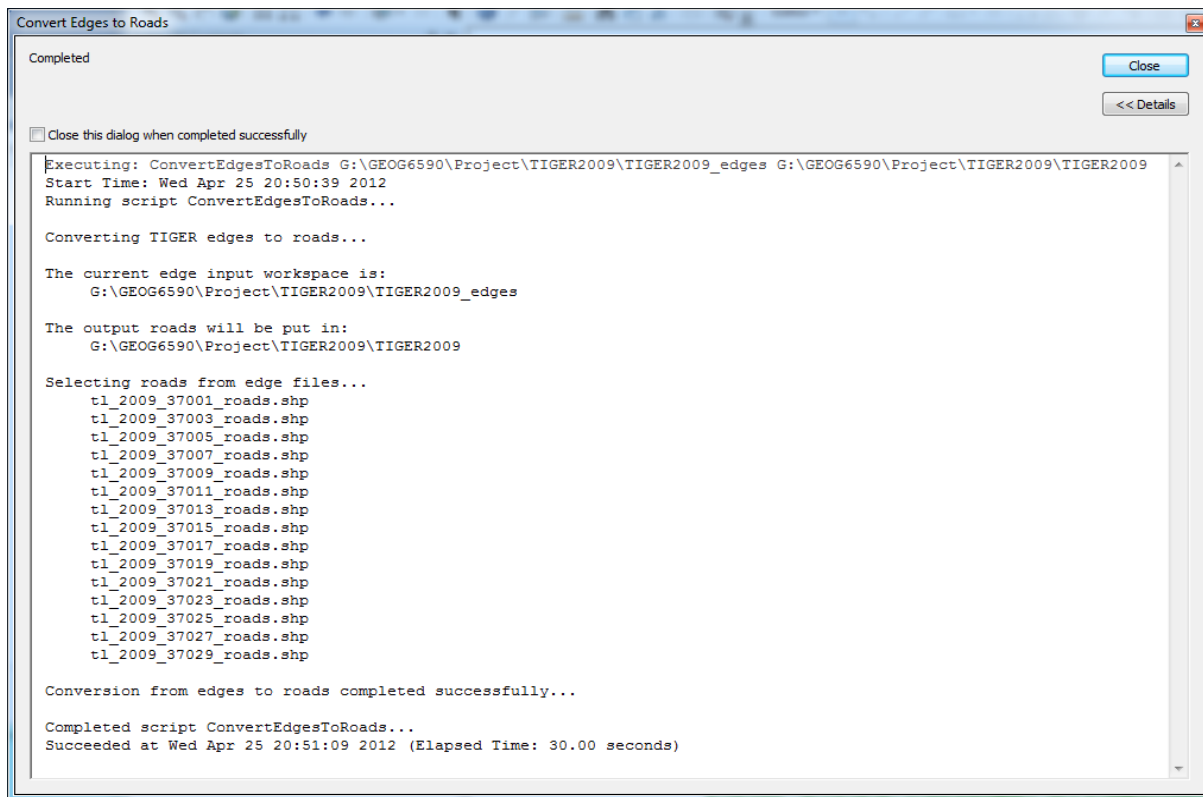 Convert Edges to Roads
Completed
Close
<< Details
Close this dialog when completed successfully
Executing: ConvertEdgesToRoads G:\GEOG6590\Project\TIGER2009\TIGER2009_edges G:\GEOG6590\Project\TIGER2009\TIGER2009
Start Time: Wed Apr 25 20:50:39 2012
Running script ConvertEdgesToRoads...
Converting TIGER edges to roads...
The current edge input workspace is:
G:\GEOG6590\Project\TIGER2009\TIGER2009_edges
The output roads will be put in:
G:\GEOG6590\Project\TIGER2009\TIGER2009
Selecting roads from edge files...
tl_2009_37001_roads.shp
tl_2009_37003_roads.shp
tl_2009_37005_roads.shp
tl_2009_37007_roads.shp
tl_2009_37009_roads.shp
tl_2009_37011_roads.shp
tl_2009_37013_roads.shp
tl_2009_37015_roads.shp
tl_2009_37017_roads.shp
tl_2009_37019_roads.shp
tl_2009_37021_roads.shp
tl_2009_37023_roads.shp
tl_2009_37025_roads.shp
tl_2009_37027_roads.shp
tl_2009_37029_roads.shp
Conversion from edges to roads completed successfully...
Completed script ConvertEdgesToRoads...
Succeeded at Wed Apr 25 20:51:09 2012 (Elapsed Time: 30.00 seconds)